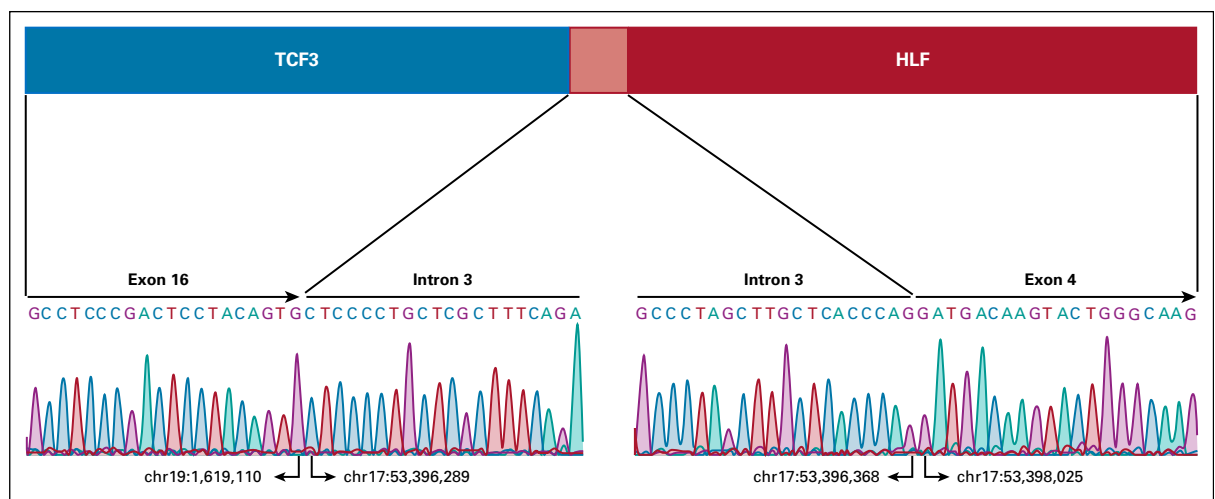 TCF3 HLF
Exon 16 Intron 3 Intron 3 Exon 4
GCCTCCCGACTCCTACAGTGCTCCCCTGCTCGCTTTCAGA GCCCTAGCTTGCTCACCCAGGATGACAAGTACTGGGCAAG
chr19:1,619,110 chr17:53,396,289 chr17:53,396,368 chr17:53,398,025